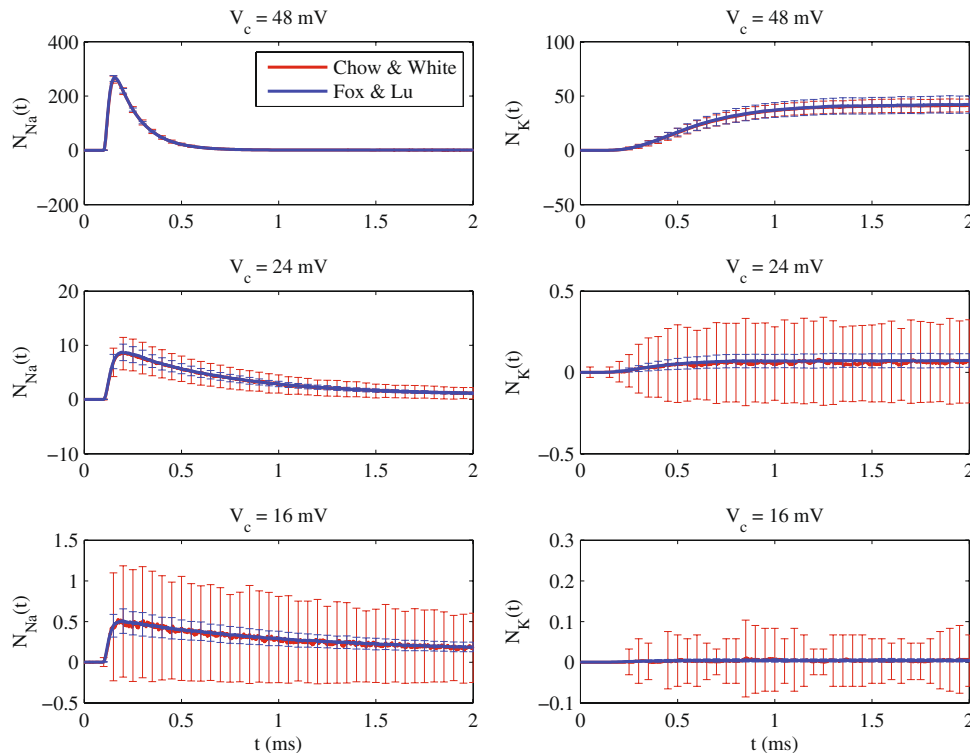 V_c = 48 mV
400
200
0
−200
N_Na(t)
0 0.5 1 1.5 2
Chow & White
Fox & Lu
V_c = 48 mV
100
50
0
−50
N_K(t)
0 0.5 1 1.5 2
V_c = 24 mV
20
10
0
−10
N_Na(t)
0 0.5 1 1.5 2
V_c = 24 mV
0.5
0
−0.5
N_K(t)
0 0.5 1 1.5 2
V_c = 16 mV
1.5
1
0.5
0
−0.5
N_Na(t)
0 0.5 1 1.5 2
t (ms)
V_c = 16 mV
0.3
0.2
0.1
0
−0.1
N_K(t)
0 0.5 1 1.5 2
t (ms)